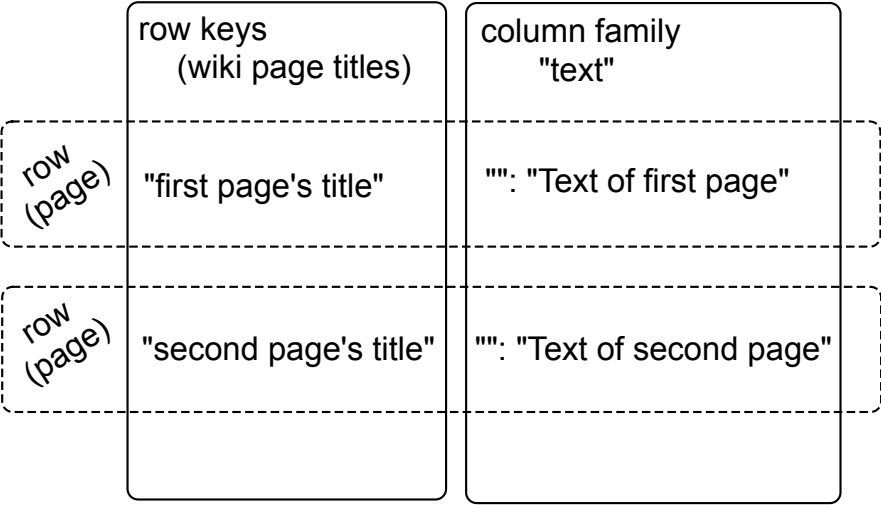 row keys
(wiki page titles)
column family
"text"
row
(page)
"first page's title"
"": "Text of first page"
row
(page)
"second page's title"
"": "Text of second page"